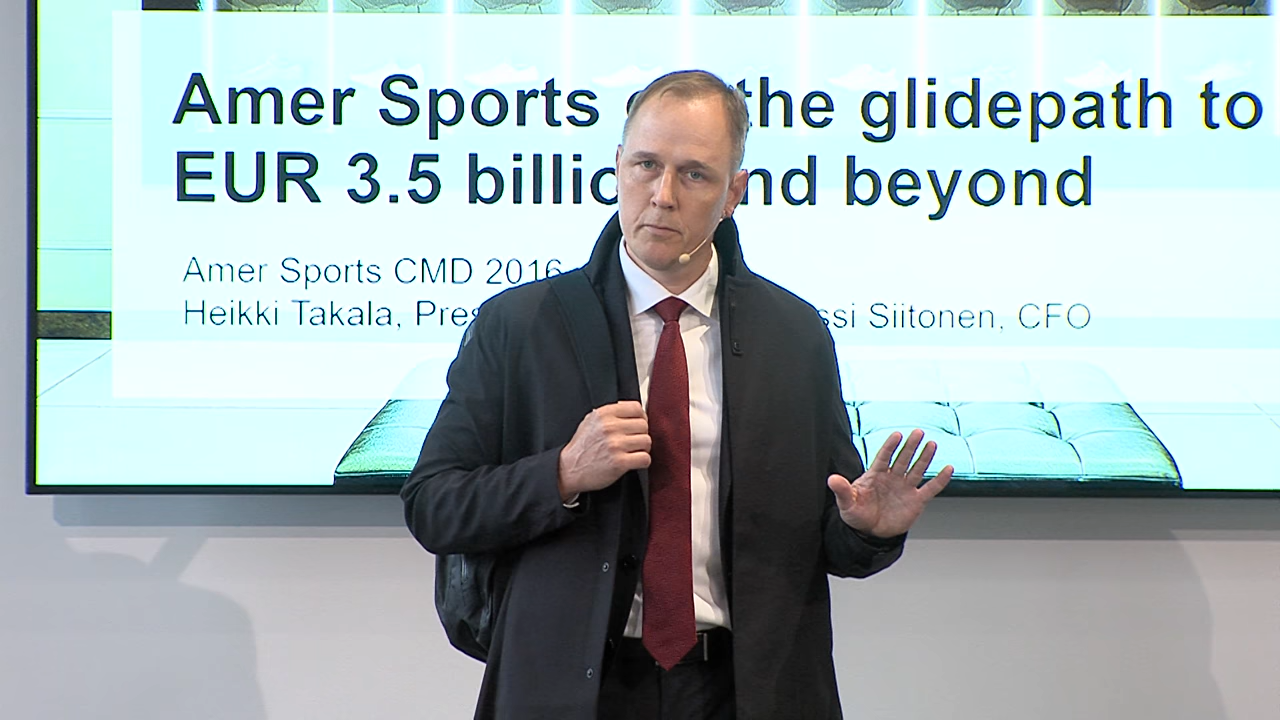 Amer Sports the glidepath to
EUR 3.5 billio nd beyond
Amer Sports CMD 2016
Heikki Takala, Pres ssi Siitonen, CFO